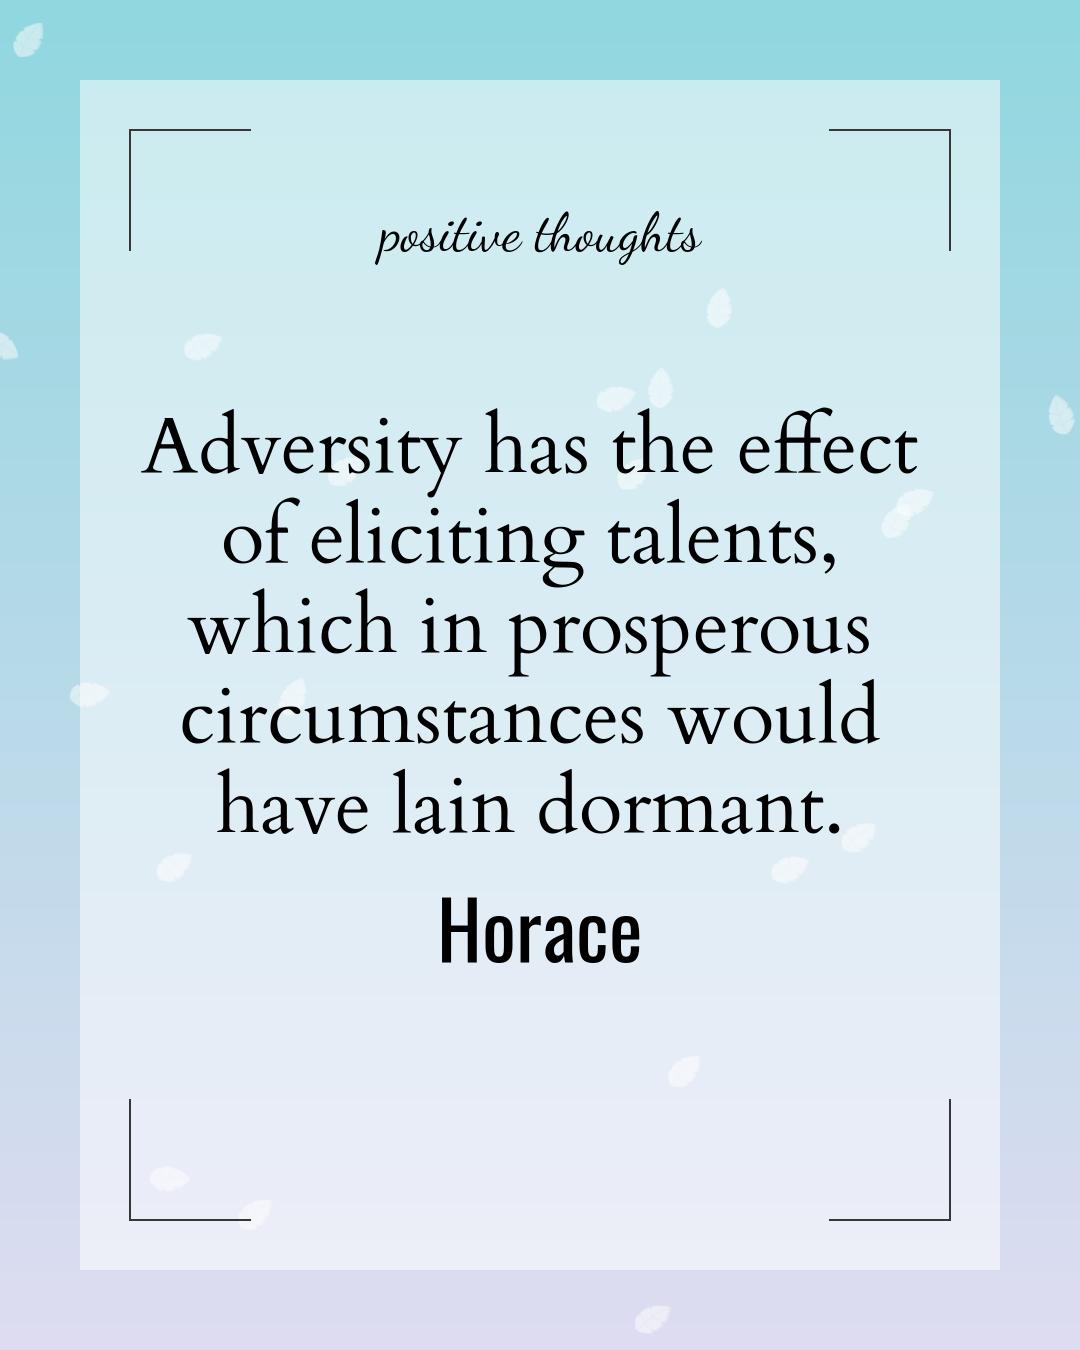 positive thoughts
Adversity has the effect
of eliciting talents,
which in prosperous
circumstances would
have lain dormant.
Horace